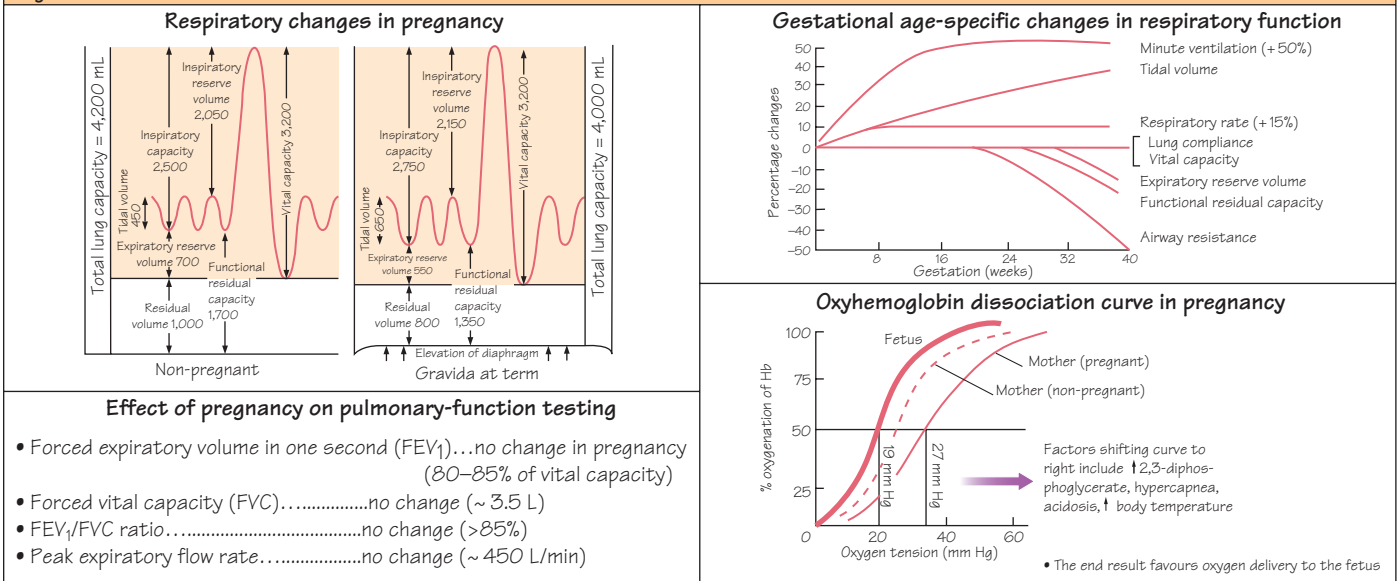 Respiratory changes in pregnancy
Total lung capacity = 4,200 mL
Inspiratory
reserve
volume
2,050
Inspiratory
capacity
2,500
Vital capacity 3,200
Tidal volume
450
Expiratory reserve
volume 700
Functional
residual
capacity
1,700
Residual
volume 1,000
Non-pregnant
Inspiratory
reserve
volume
2,150
Inspiratory
capacity
2,750
Vital capacity 3,200
Tidal volume
650
Expiratory reserve
volume 550
Functional
residual
capacity
1,350
Residual
volume 800
Elevation of diaphragm
Gravida at term
Total lung capacity = 4,000 mL
Effect of pregnancy on pulmonary-function testing
• Forced expiratory volume in one second (FEV1)...no change in pregnancy
(80–85% of vital capacity)
• Forced vital capacity (FVC)................no change (~ 3.5 L)
• FEV1/FVC ratio........................................no change (>85%)
• Peak expiratory flow rate......................no change (~ 450 L/min)
Gestational age-specific changes in respiratory function
Percentage changes
50
40
30
20
10
0
–10
–20
–30
–40
–50
8 16 24 32 40
Gestation (weeks)
Minute ventilation (+50%)
Tidal volume
Respiratory rate (+15%)
Lung compliance
Vital capacity
Expiratory reserve volume
Functional residual capacity
Airway resistance
Oxyhemoglobin dissociation curve in pregnancy
% oxygenation of Hb
100
75
50
25
0 20 40 60
Oxygen tension (mm Hg)
Fetus
Mother (pregnant)
Mother (non-pregnant)
19 mm Hg
27 mm Hg
Factors shifting curve to
right include ↑2,3-diphos-
phoglycerate, hypercapnea,
acidosis,↑ body temperature
• The end result favours oxygen delivery to the fetus